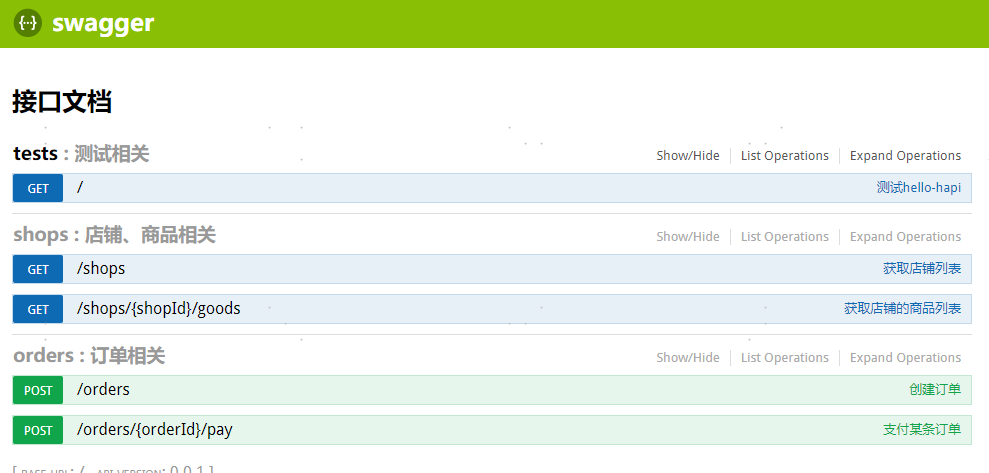 {···} swagger
接口文档
tests : 测试相关 Show/Hide List Operations Expand Operations
GET / 测试hello-hapi
shops : 店铺、商品相关 Show/Hide List Operations Expand Operations
GET /shops 获取店铺列表
GET /shops/{shopId}/goods 获取店铺的商品列表
orders : 订单相关 Show/Hide List Operations Expand Operations
POST /orders 创建订单
POST /orders/{orderId}/pay 支付某条订单
[ BASE URL: / , API VERSION: 0.0.1 ]